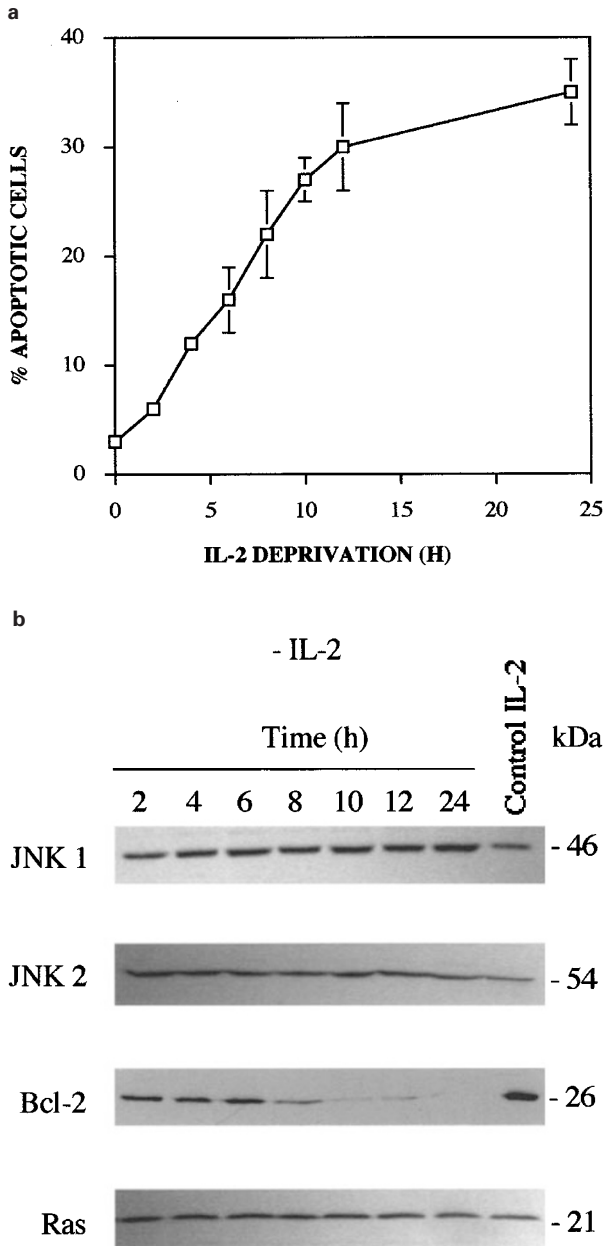 a
40
30
20
10
0
% APOPTOTIC CELLS
0 5 10 15 20 25
IL-2 DEPRIVATION (H)
b
- IL-2
Time (h)
Control IL-2
kDa
2 4 6 8 10 12 24
JNK 1 - 46
JNK 2 - 54
Bcl-2 - 26
Ras - 21